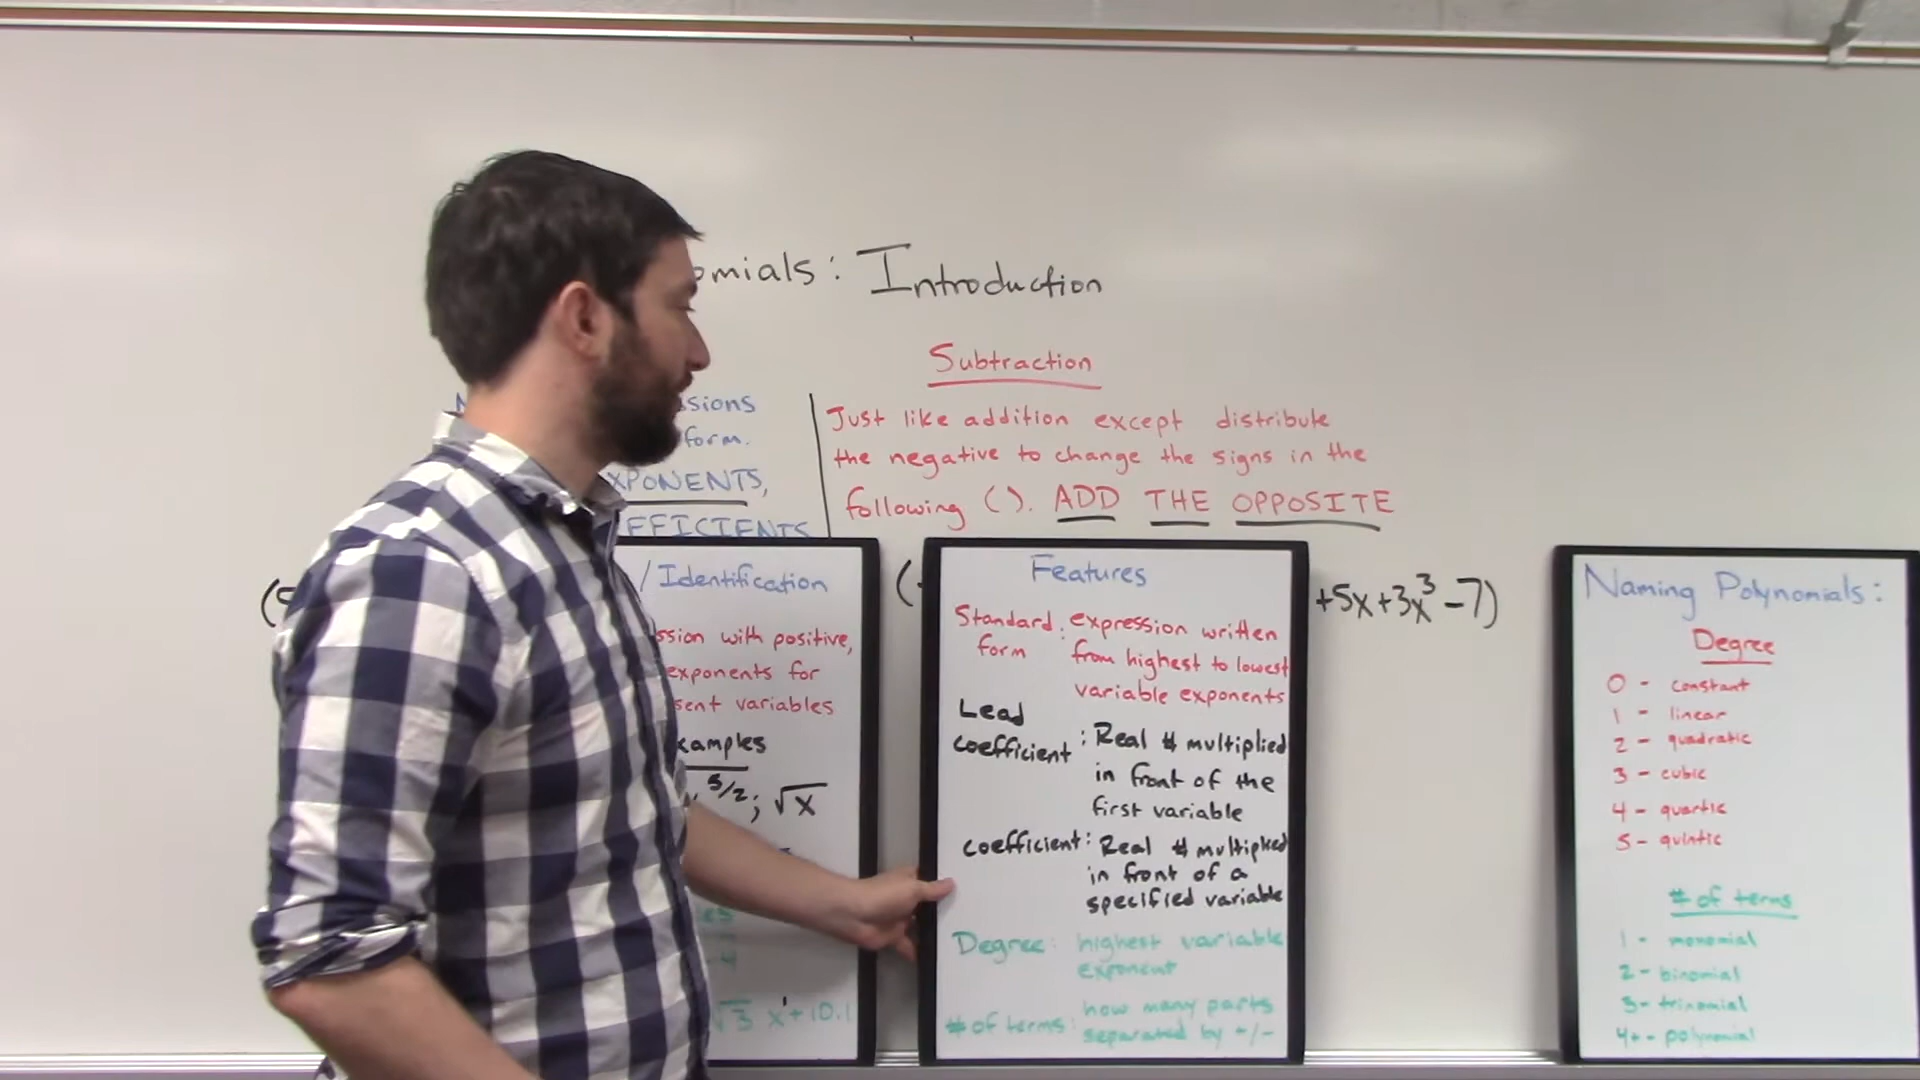 omials: Introduction
Subtraction
sions
form.
XPONENTS,
EFFICIENTS
Just like addition except distribute
the negative to change the signs in the
following ( ). ADD THE OPPOSITE
(
(
+5x+3x³-7)
/Identification
ssion with positive,
exponents for
sent variables
xamples
5/2; √x
√3 x¹+10.1
Features
Standard form: expression written
from highest to lowest
variable exponents
Lead
coefficient: Real # multiplied
in front of the
first variable
coefficient: Real # multiplied
in front of a
specified variable
Degree: highest variable
exponent
# of terms: how many parts
separated by +/-
Naming Polynomials:
Degree
0 - constant
1 - linear
2 - quadratic
3 - cubic
4 - quartic
5 - quintic
# of terms
1 - monomial
2 - binomial
3 - trinomial
4+ - polynomial